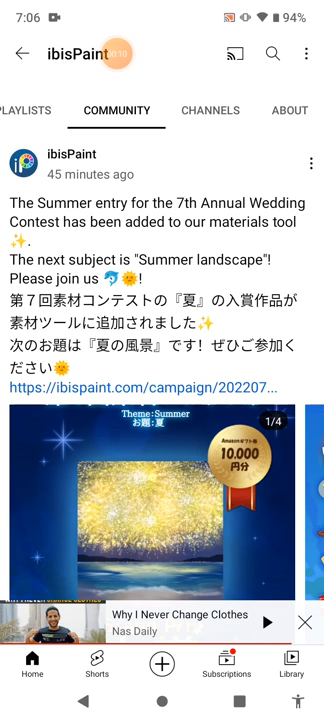 7:06
94%
ibisPaint
00:10
PLAYLISTS
COMMUNITY
CHANNELS
ABOUT
ibisPaint
45 minutes ago
The Summer entry for the 7th Annual Wedding
Contest has been added to our materials tool
✨.
The next subject is "Summer landscape"!
Please join us 🐬🌞!
第７回素材コンテストの『夏』の入賞作品が
素材ツールに追加されました✨
次のお題は『夏の風景』です！ぜひご参加く
ださい🌞
https://ibispaint.com/campaign/202207...
Theme:Summer
お題:夏
1/4
Amazonギフト券
10,000
円分
Why I Never Change Clothes
Nas Daily
Home
Shorts
Subscriptions
Library